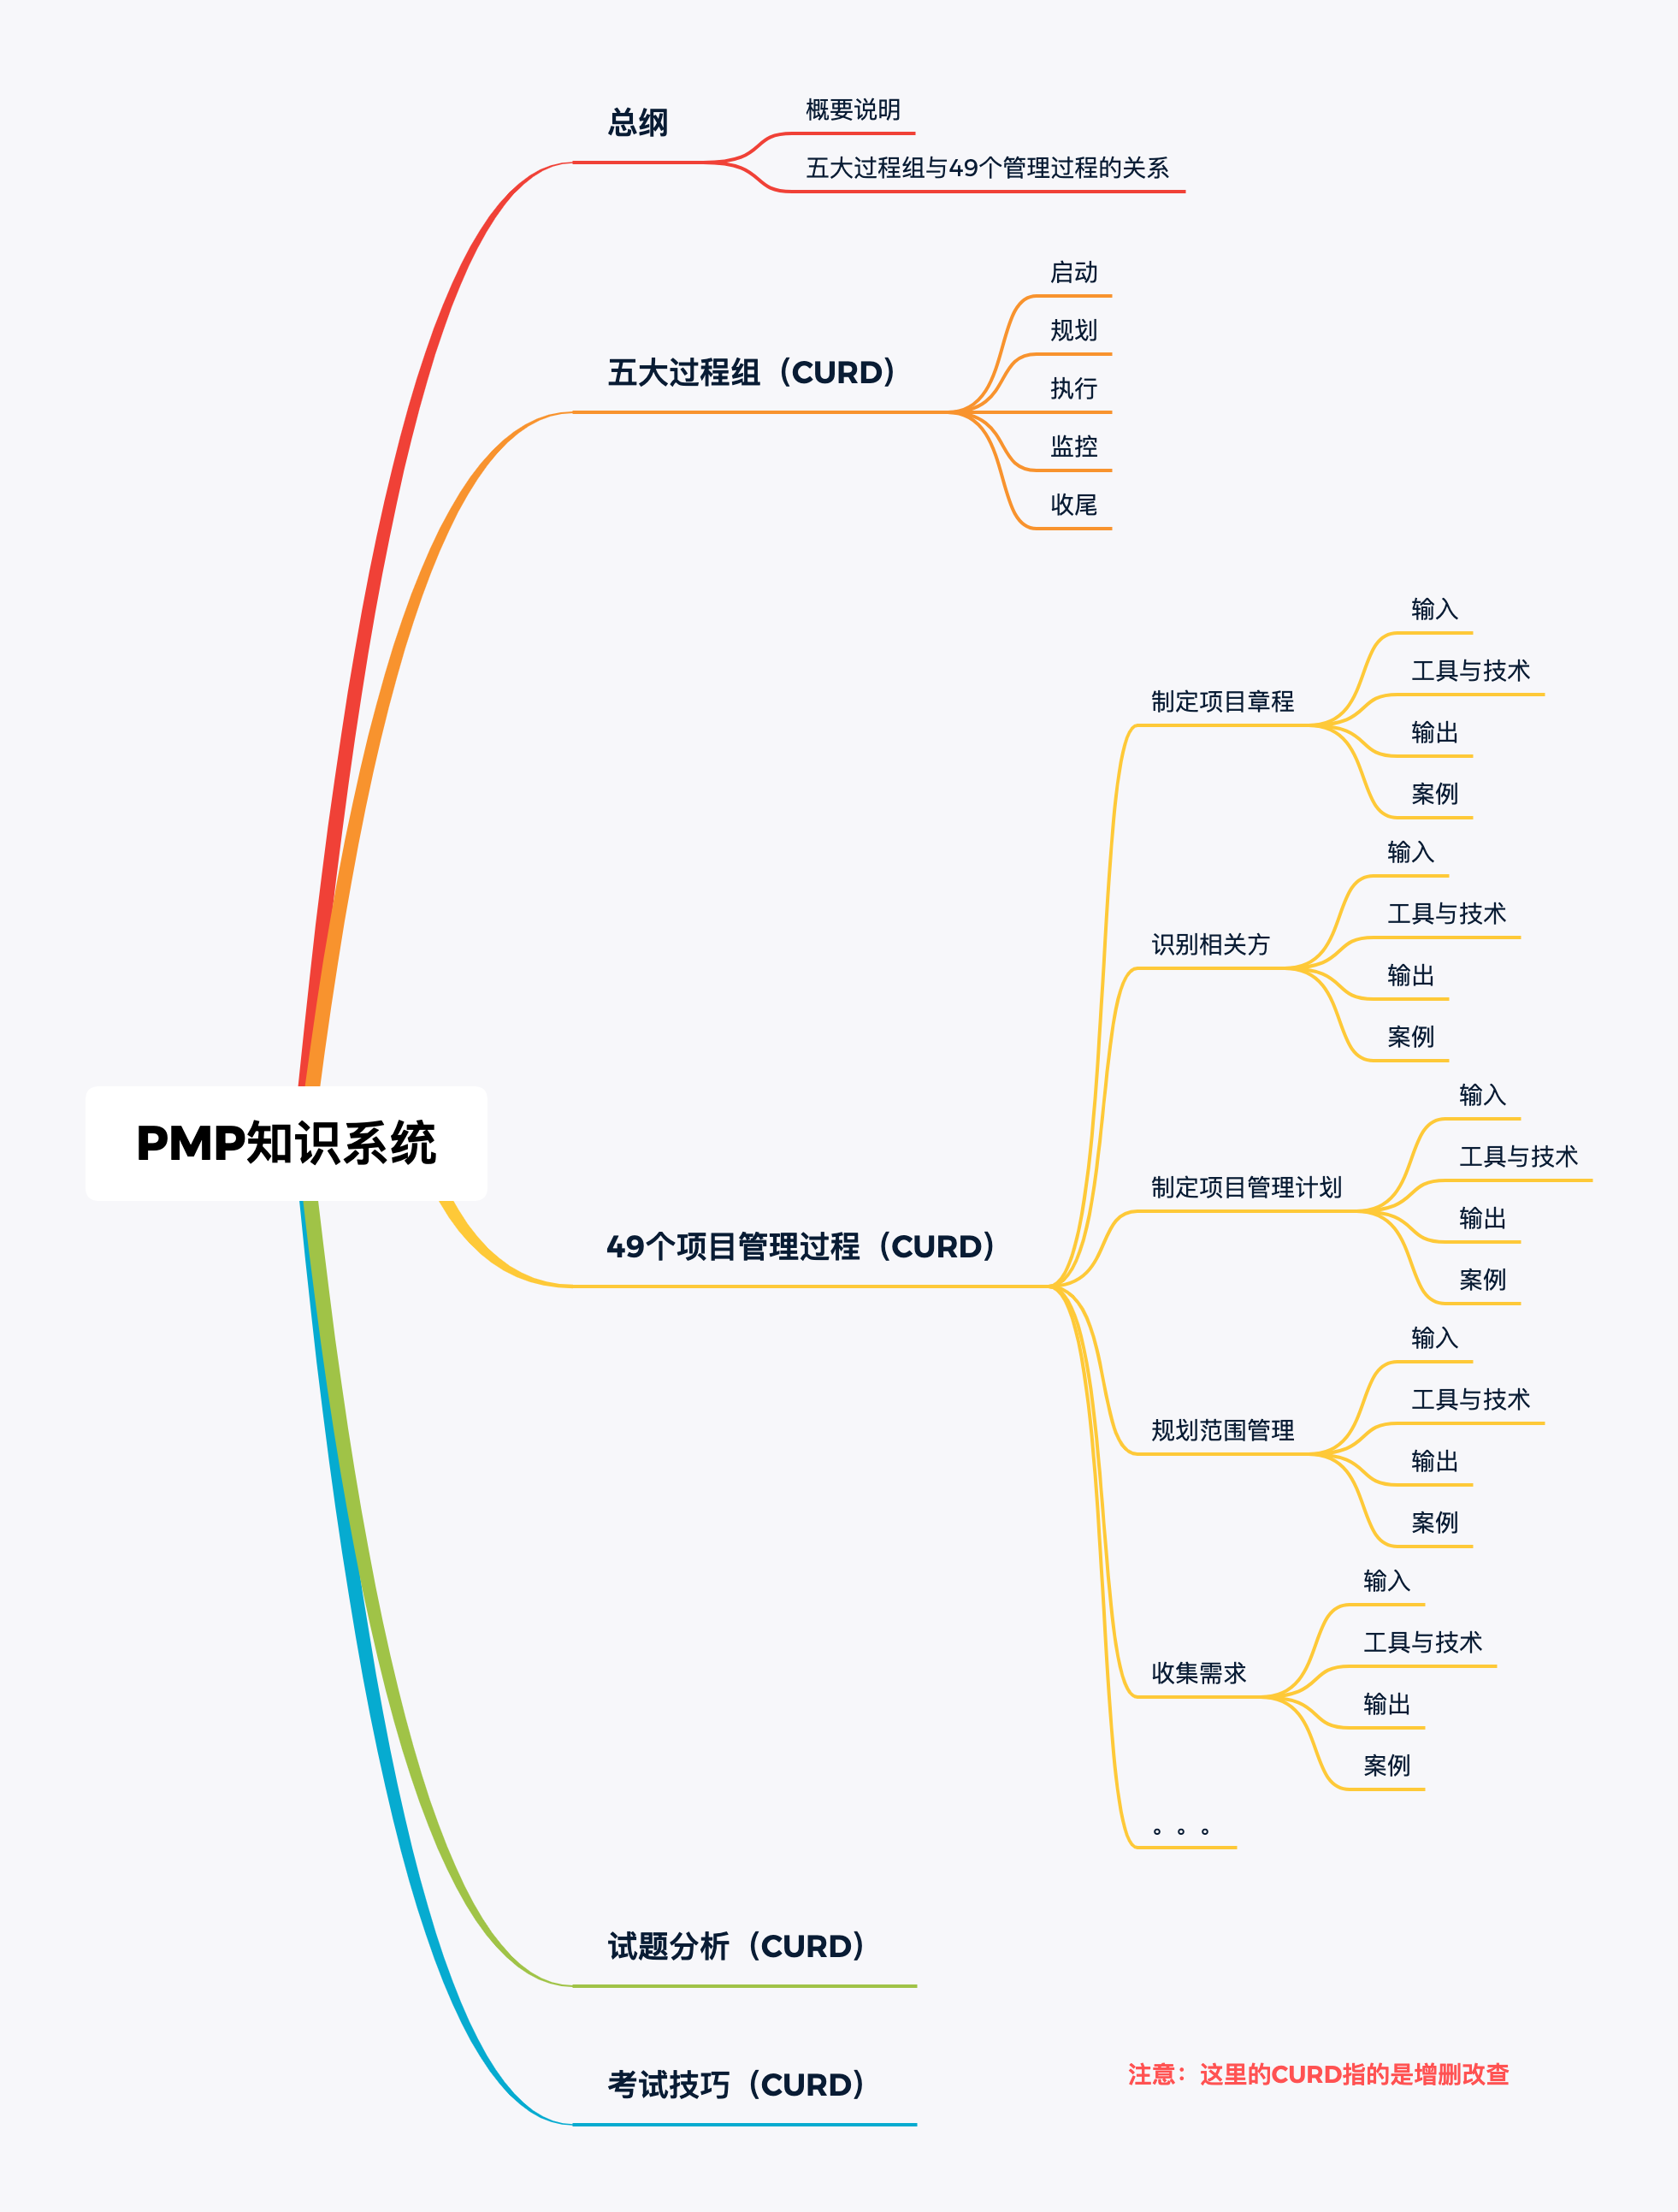 总纲
概要说明
五大过程组与49个管理过程的关系
五大过程组（CURD）
启动
规划
执行
监控
收尾
PMP知识系统
49个项目管理过程（CURD）
制定项目章程
输入
工具与技术
输出
案例
识别相关方
输入
工具与技术
输出
案例
制定项目管理计划
输入
工具与技术
输出
案例
规划范围管理
输入
工具与技术
输出
案例
收集需求
输入
工具与技术
输出
案例
。。。
试题分析（CURD）
考试技巧（CURD）
注意：这里的CURD指的是增删改查